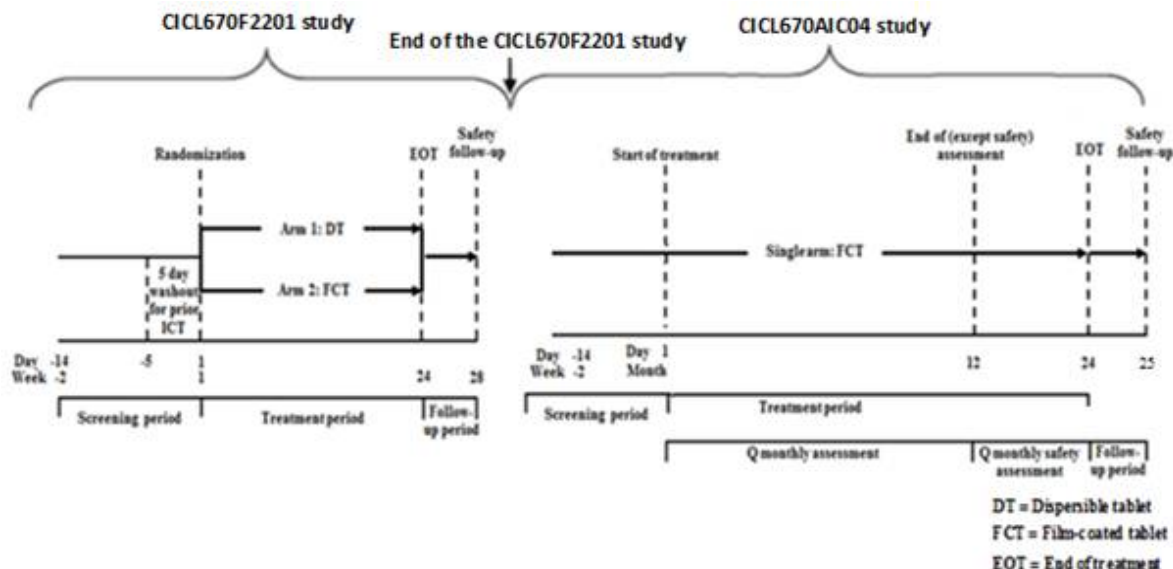 CICL670F2201 study
End of the CICL670F2201 study
CICL670AIC04 study
Randomization
EOT
Safety
follow-up
Arm 1: DT
5 day
washout
for prior
ICT
Arm 2: FCT
Day -14 -5 1
Week -2 1 24 28
Screening period
Treatment period
Follow-
up period
Start of treatment
End of (except safety)
assessment
EOT
Safety
follow-up
Singlearm: FCT
Day -14 Day 1
Week -2 Month 12 24 25
Screening period
Treatment period
Q monthly assessment
Q monthly safety
assessment
Follow-
up period
DT = Dispersible tablet
FCT = Film-coated tablet
EOT = End of treatment